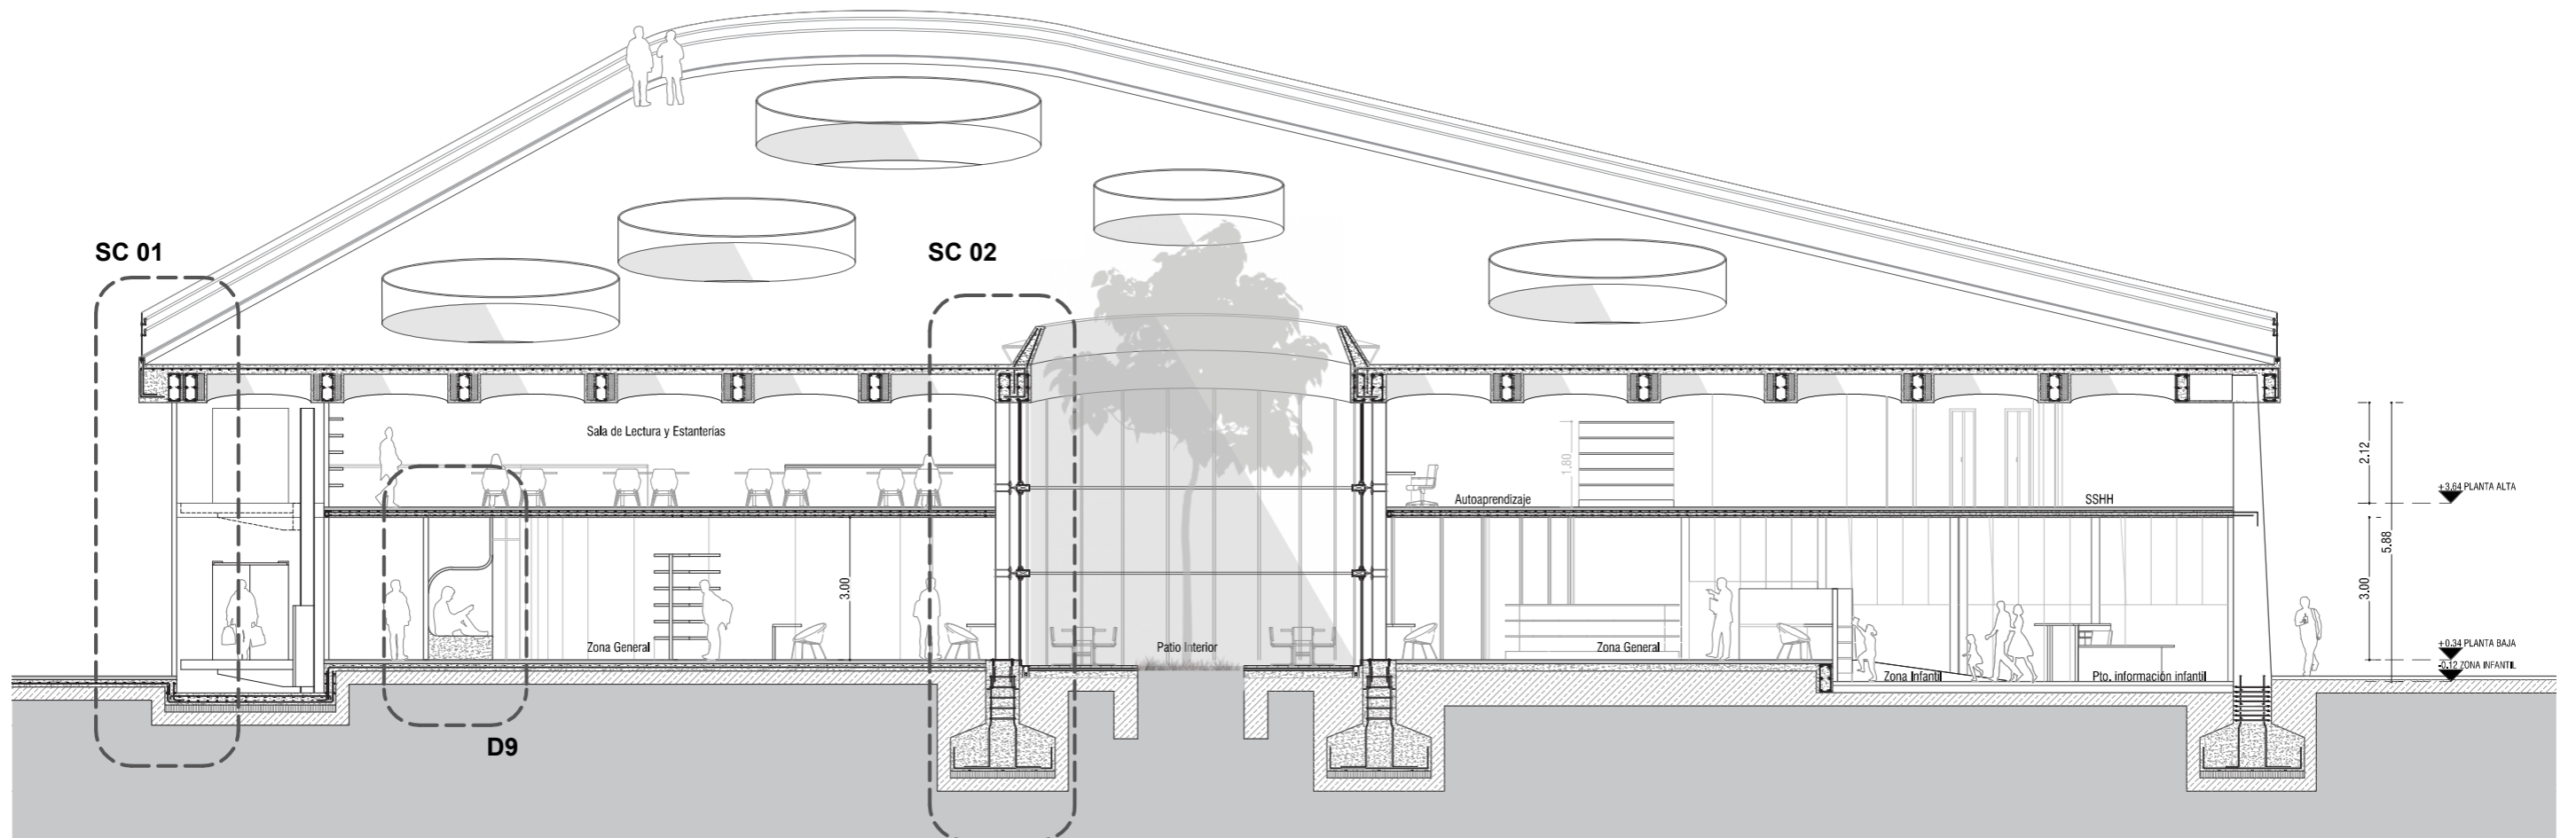 SC 01
SC 02
Sala de Lectura y Estanterías
1.80
2.12
+3,64 PLANTA ALTA
Autoaprendizaje
SSHH
5.88
3.00
3.00
Zona General
Patio Interior
Zona General
+0.34 PLANTA BAJA
-0.12 ZONA INFANTIL
Zona Infantil
Pto. información infantil
D9